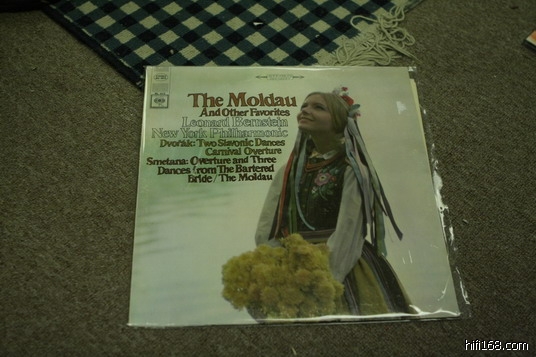 STEREO
The Moldau
And Other Favorites
Leonard Bernstein
New York Philharmonic
Dvořák: Two Slavonic Dances
Carnival Overture
Smetana: Overture and Three
Dances from The Bartered
Bride/The Moldau
hifi168.com